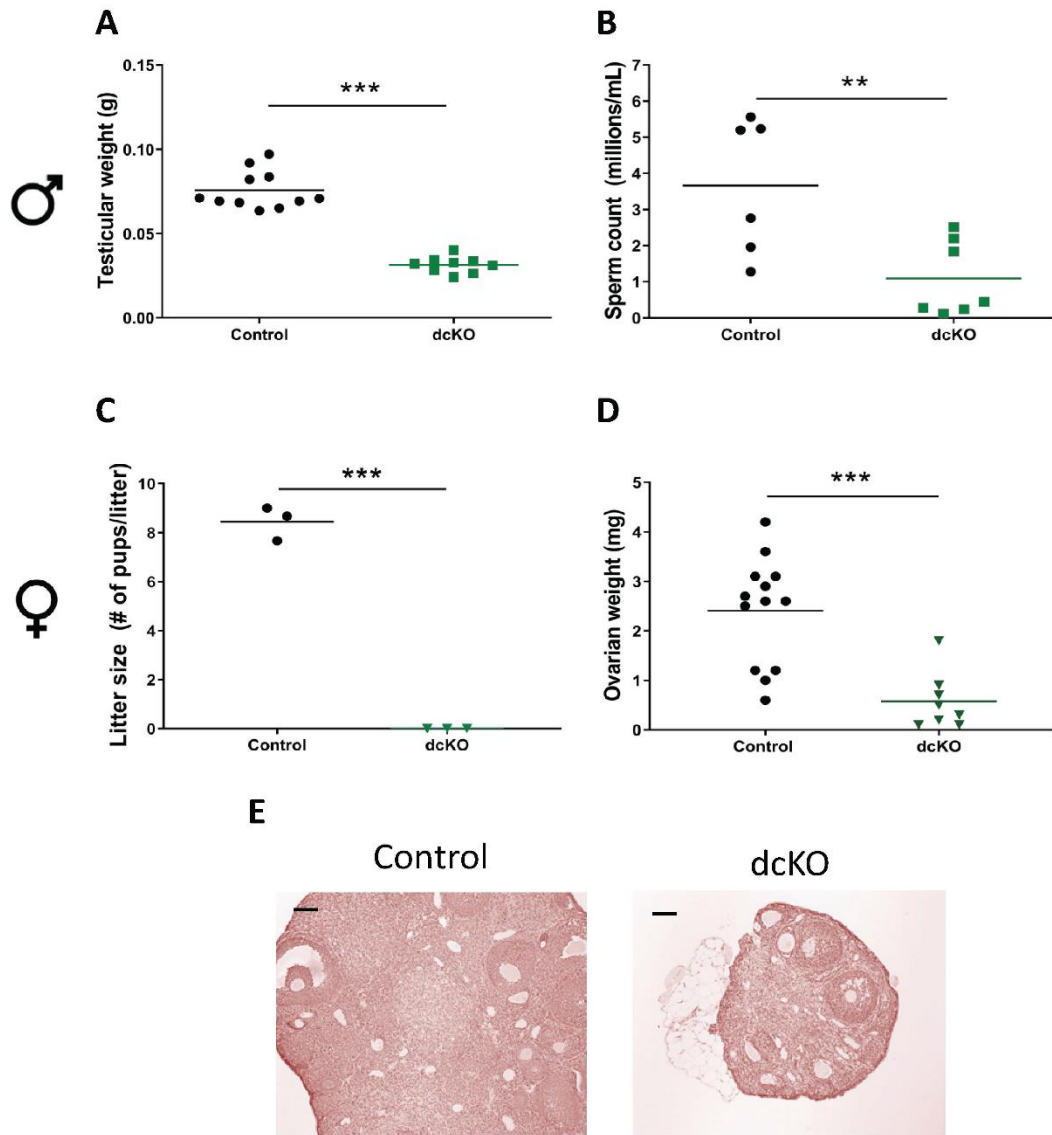 A
Testicular weight (g)
0.15
0.10
0.05
0.00
***
Control
dcKO
B
Sperm count (millions/mL)
7
6
5
4
3
2
1
0
**
Control
dcKO
C
Litter size (# of pups/litter)
10
8
6
4
2
0
***
Control
dcKO
D
Ovarian weight (mg)
5
4
3
2
1
0
***
Control
dcKO
E
Control
dcKO